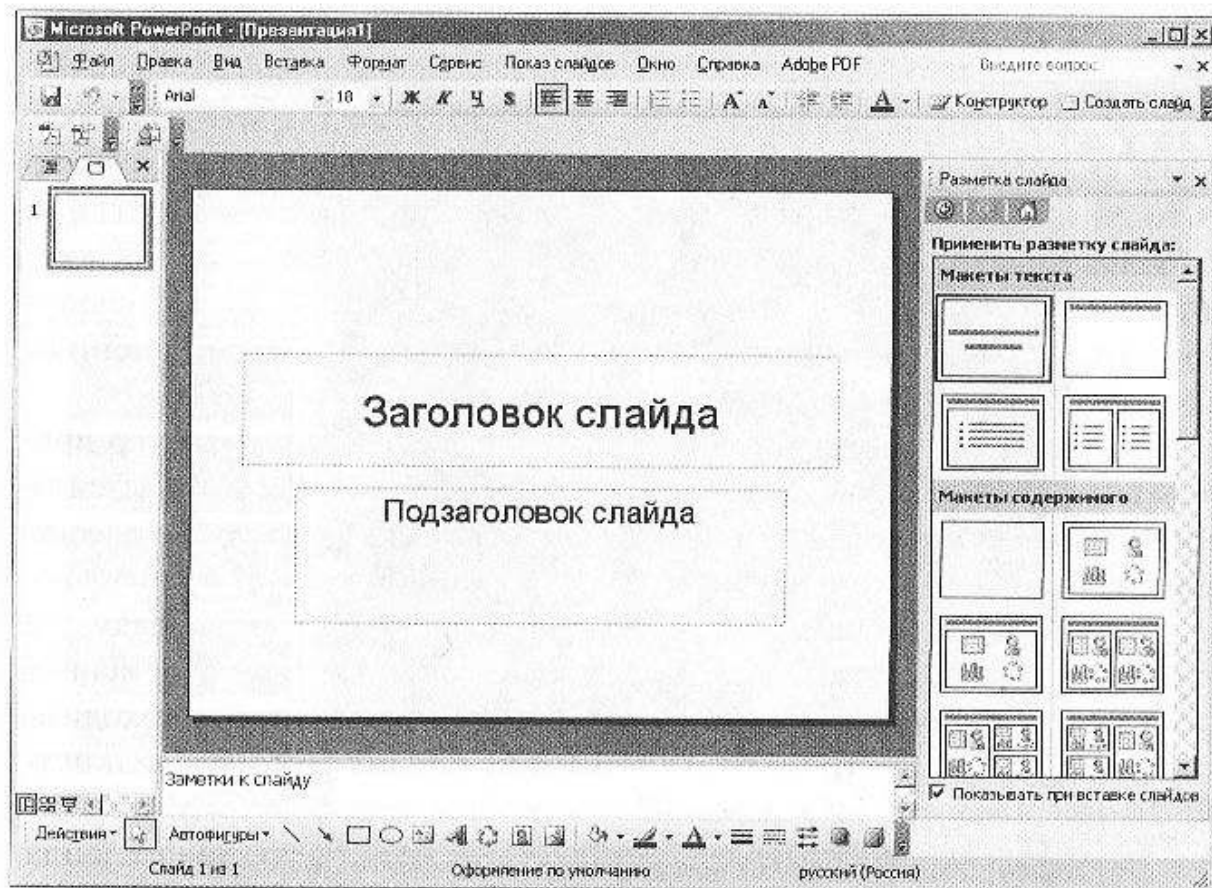 Microsoft PowerPoint - [Презентация1]
Файл Правка Вид Вставка Формат Сервис Показ слайдов Окно Справка Adobe PDF Введите вопрос
Arial 18 Ж К Ч S A A A Конструктор Создать слайд
1
Разметка слайда
Применить разметку слайда:
Макеты текста
Заголовок слайда
Подзаголовок слайда
Макеты содержимого
Заметки к слайду
Показывать при вставке слайдов
Действия Автофигуры A
Слайд 1 из 1 Оформление по умолчанию русский (Россия)